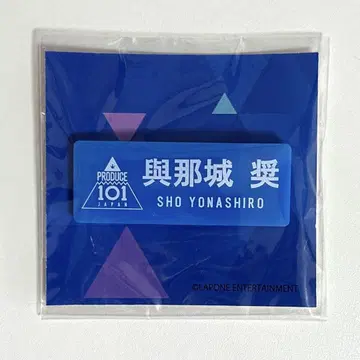 PRODUCE
101
JAPAN
與那城 奨
SHO YONASHIRO
©LAPONE ENTERTAINMENT